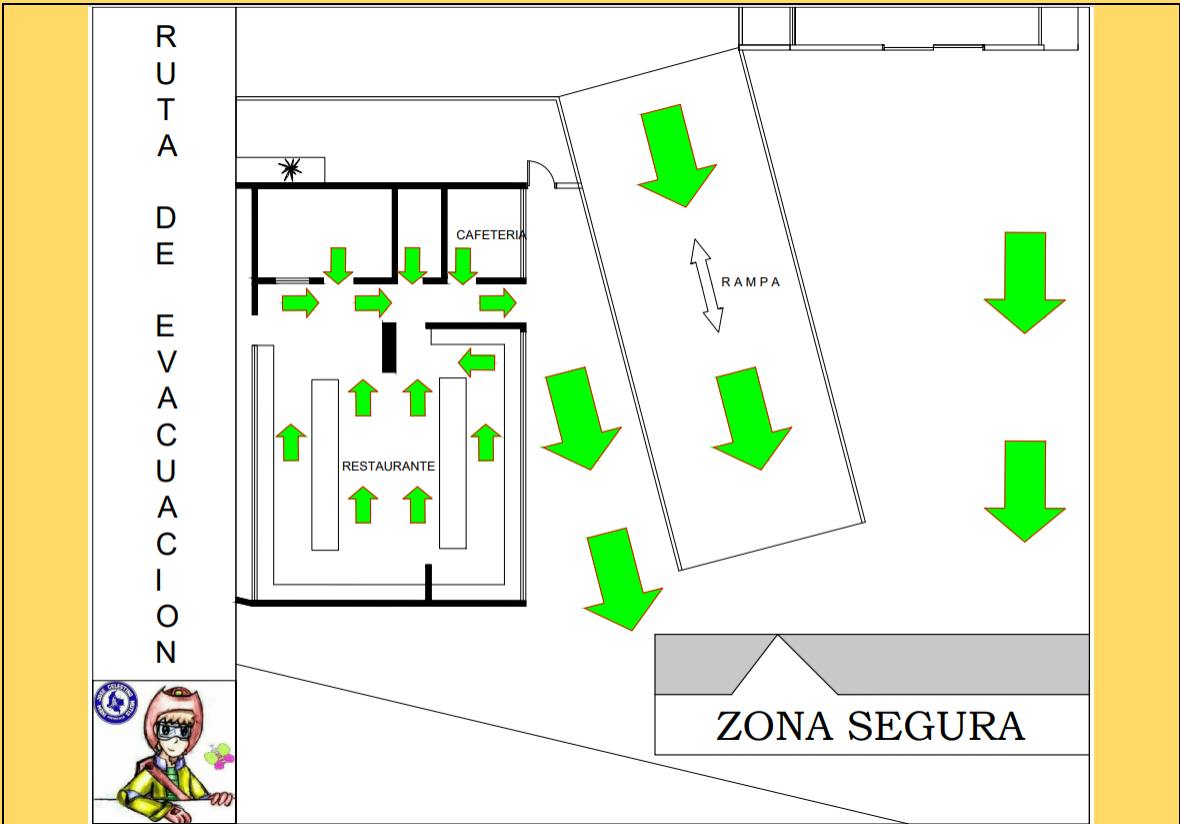 RUTA DE EVACUACION
CAFETERIA
RAMPA
RESTAURANTE
ZONA SEGURA